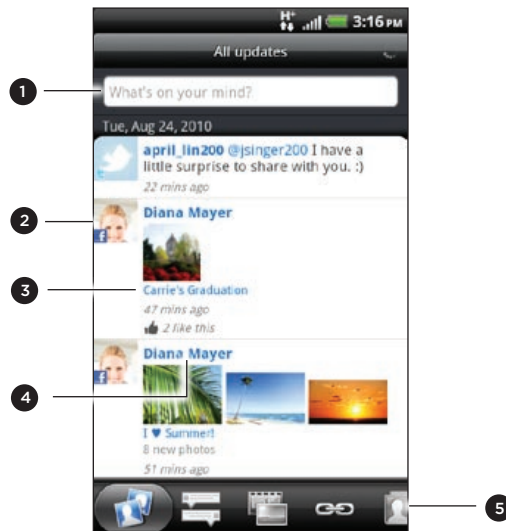 H+ 3:16 PM
All updates
1
What's on your mind?
Tue, Aug 24, 2010
april_lin200 @jsinger200 I have a
little surprise to share with you. :)
22 mins ago
2
Diana Mayer
3
Carrie's Graduation
47 mins ago
2 like this
Diana Mayer
4
I ♥ Summer!
8 new photos
51 mins ago
5